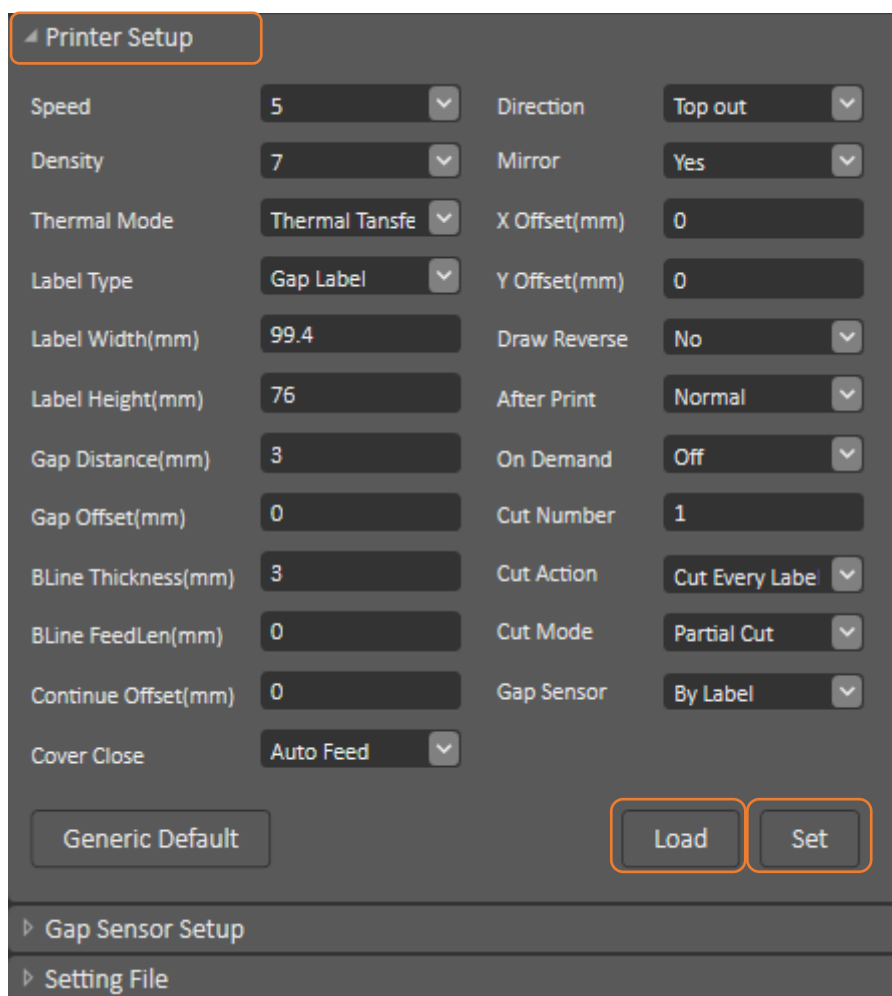 Printer Setup
Speed 5 Direction Top out
Density 7 Mirror Yes
Thermal Mode Thermal Tansfe X Offset(mm) 0
Label Type Gap Label Y Offset(mm) 0
Label Width(mm) 99.4 Draw Reverse No
Label Height(mm) 76 After Print Normal
Gap Distance(mm) 3 On Demand Off
Gap Offset(mm) 0 Cut Number 1
BLine Thickness(mm) 3 Cut Action Cut Every Labe
BLine FeedLen(mm) 0 Cut Mode Partial Cut
Continue Offset(mm) 0 Gap Sensor By Label
Cover Close Auto Feed
Generic Default Load Set
Gap Sensor Setup
Setting File